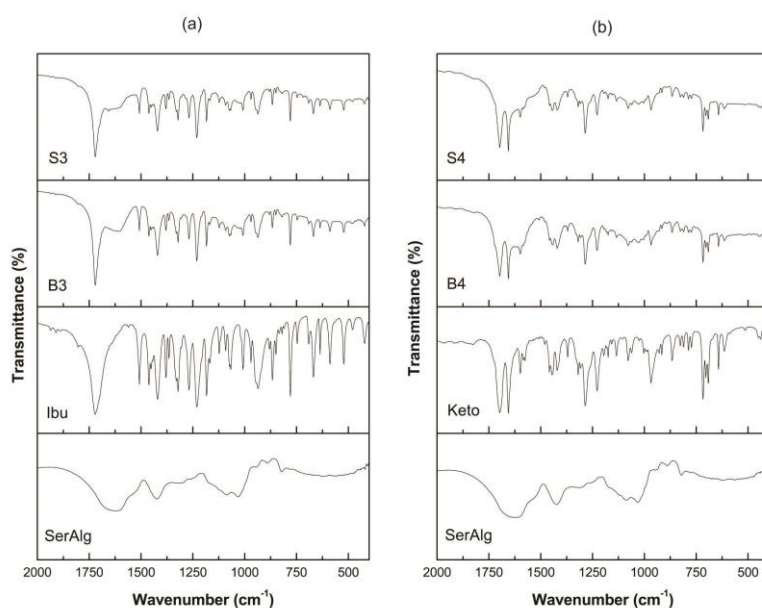 (a)
S3
B3
Ibu
SerAlg
Transmittance (%)
2000 1750 1500 1250 1000 750 500
Wavenumber (cm-1)
(b)
S4
B4
Keto
SerAlg
Transmittance (%)
2000 1750 1500 1250 1000 750 500
Wavenumber (cm-1)